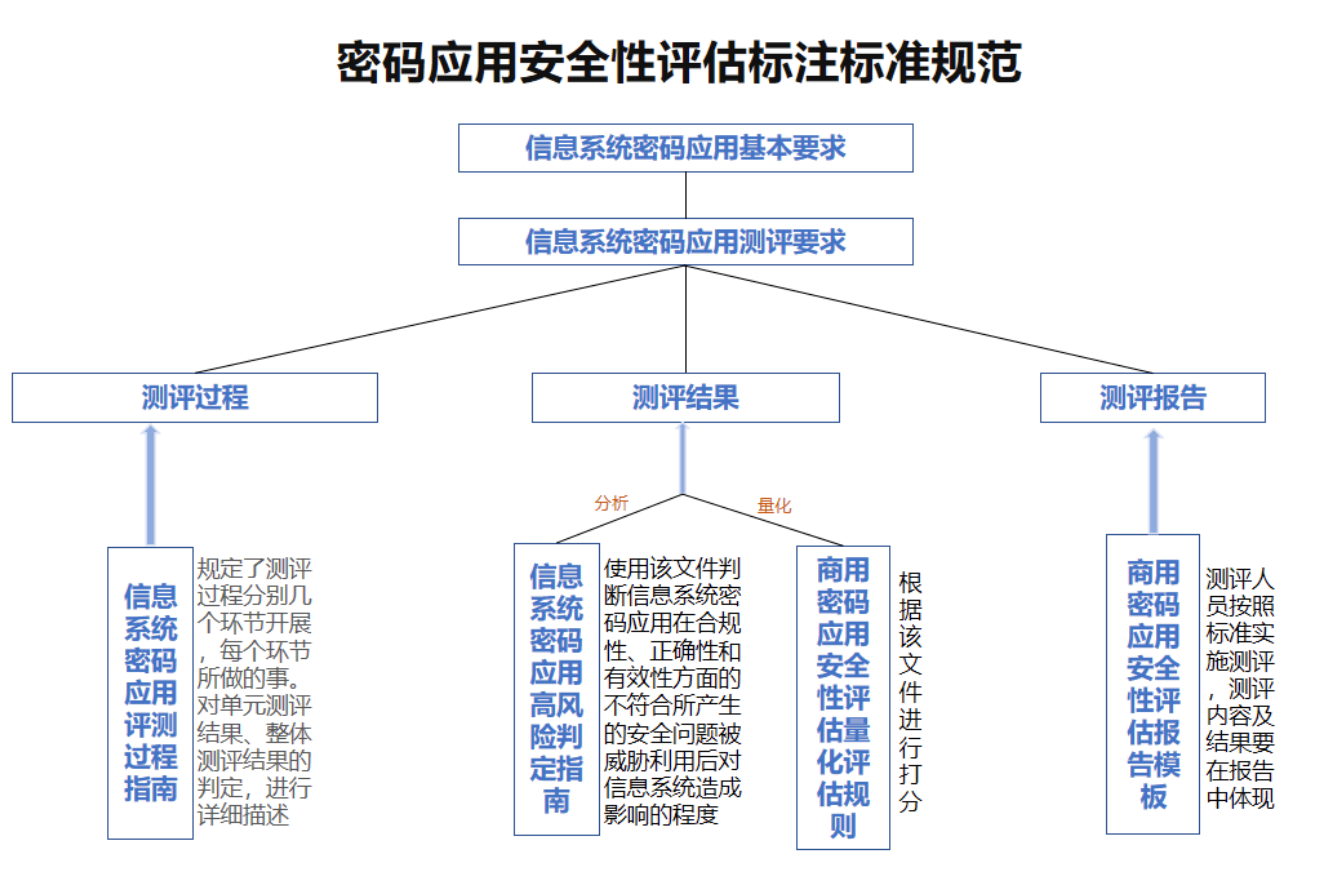 密码应用安全性评估标注标准规范
信息系统密码应用基本要求
信息系统密码应用测评要求
测评过程
测评结果
测评报告
分析
量化
信息
系统
密码
应用
评测
过程
指南
规定了测评
过程分别几
个环节开展
，每个环节
所做的事。
对单元测评
结果、整体
测评结果的
判定，进行
详细描述
信息
系统
密码
应用
高风
险判
定指
南
使用该文件判
断信息系统密
码应用在合规
性、正确性和
有效性方面的
不符合所产生
的安全问题被
威胁利用后对
信息系统造成
影响的程度
商用
密码
应用
安全
性评
估量
化评
估规
则
根
据
该
文
件
进
行
打
分
商用
密码
应用
安全
性评
估报
告模
板
测评人
员按照
标准实
施测评
，测评
内容及
结果要
在报告
中体现